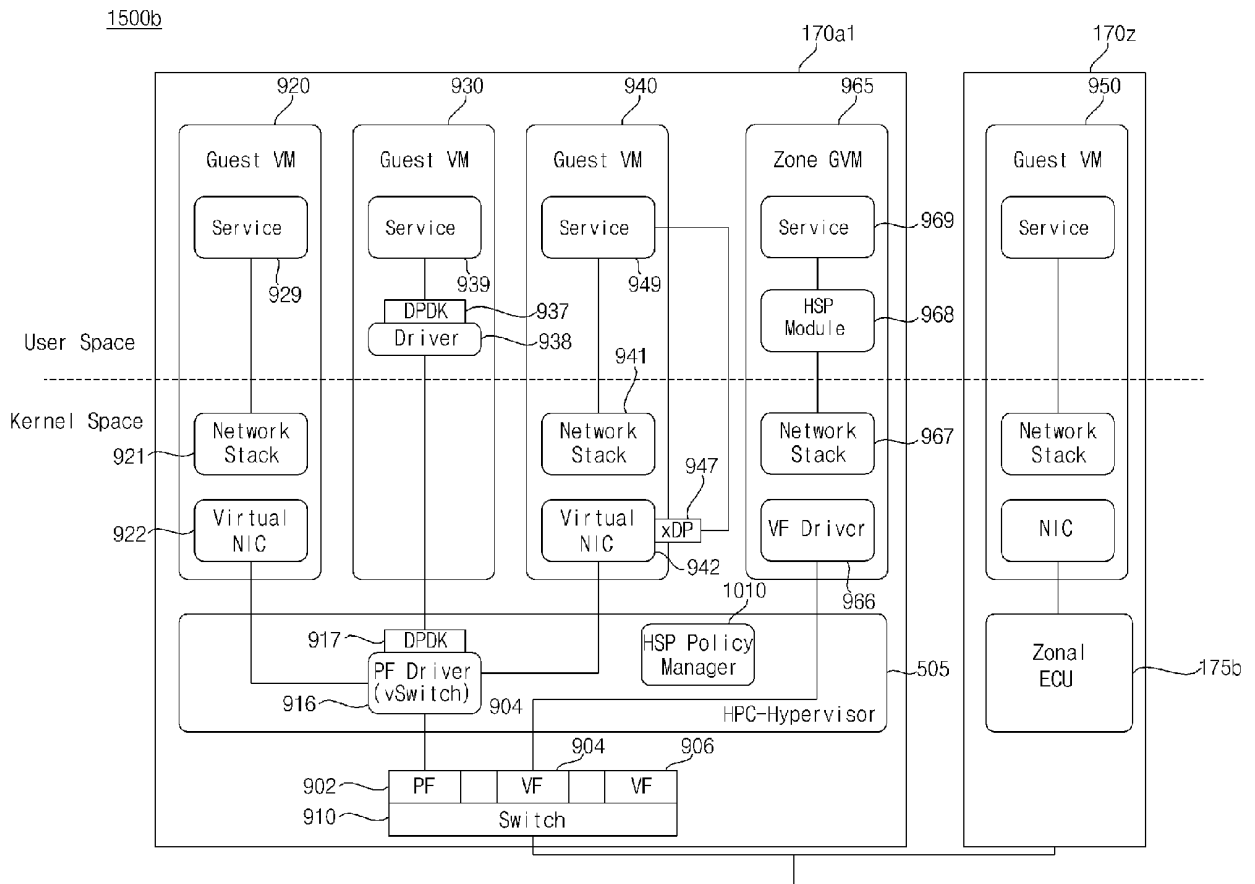 1500b
170a1
170z
920
930
940
965
950
Guest VM
Guest VM
Guest VM
Zone GVM
Guest VM
Service
Service
Service
Service
Service
969
929
939
949
DPDK
937
HSP
Module
968
Driver
938
User Space
941
Kernel Space
Network
Stack
Network
Stack
Network
Stack
Network
Stack
921
967
947
Virtual
NIC
Virtual
NIC
xDP
VF Driver
NIC
922
942
966
1010
917
DPDK
HSP Policy
Manager
PF Driver
(vSwitch)
916
904
505
HPC-Hypervisor
Zonal
ECU
175b
904
906
902
PF
VF
VF
910
Switch